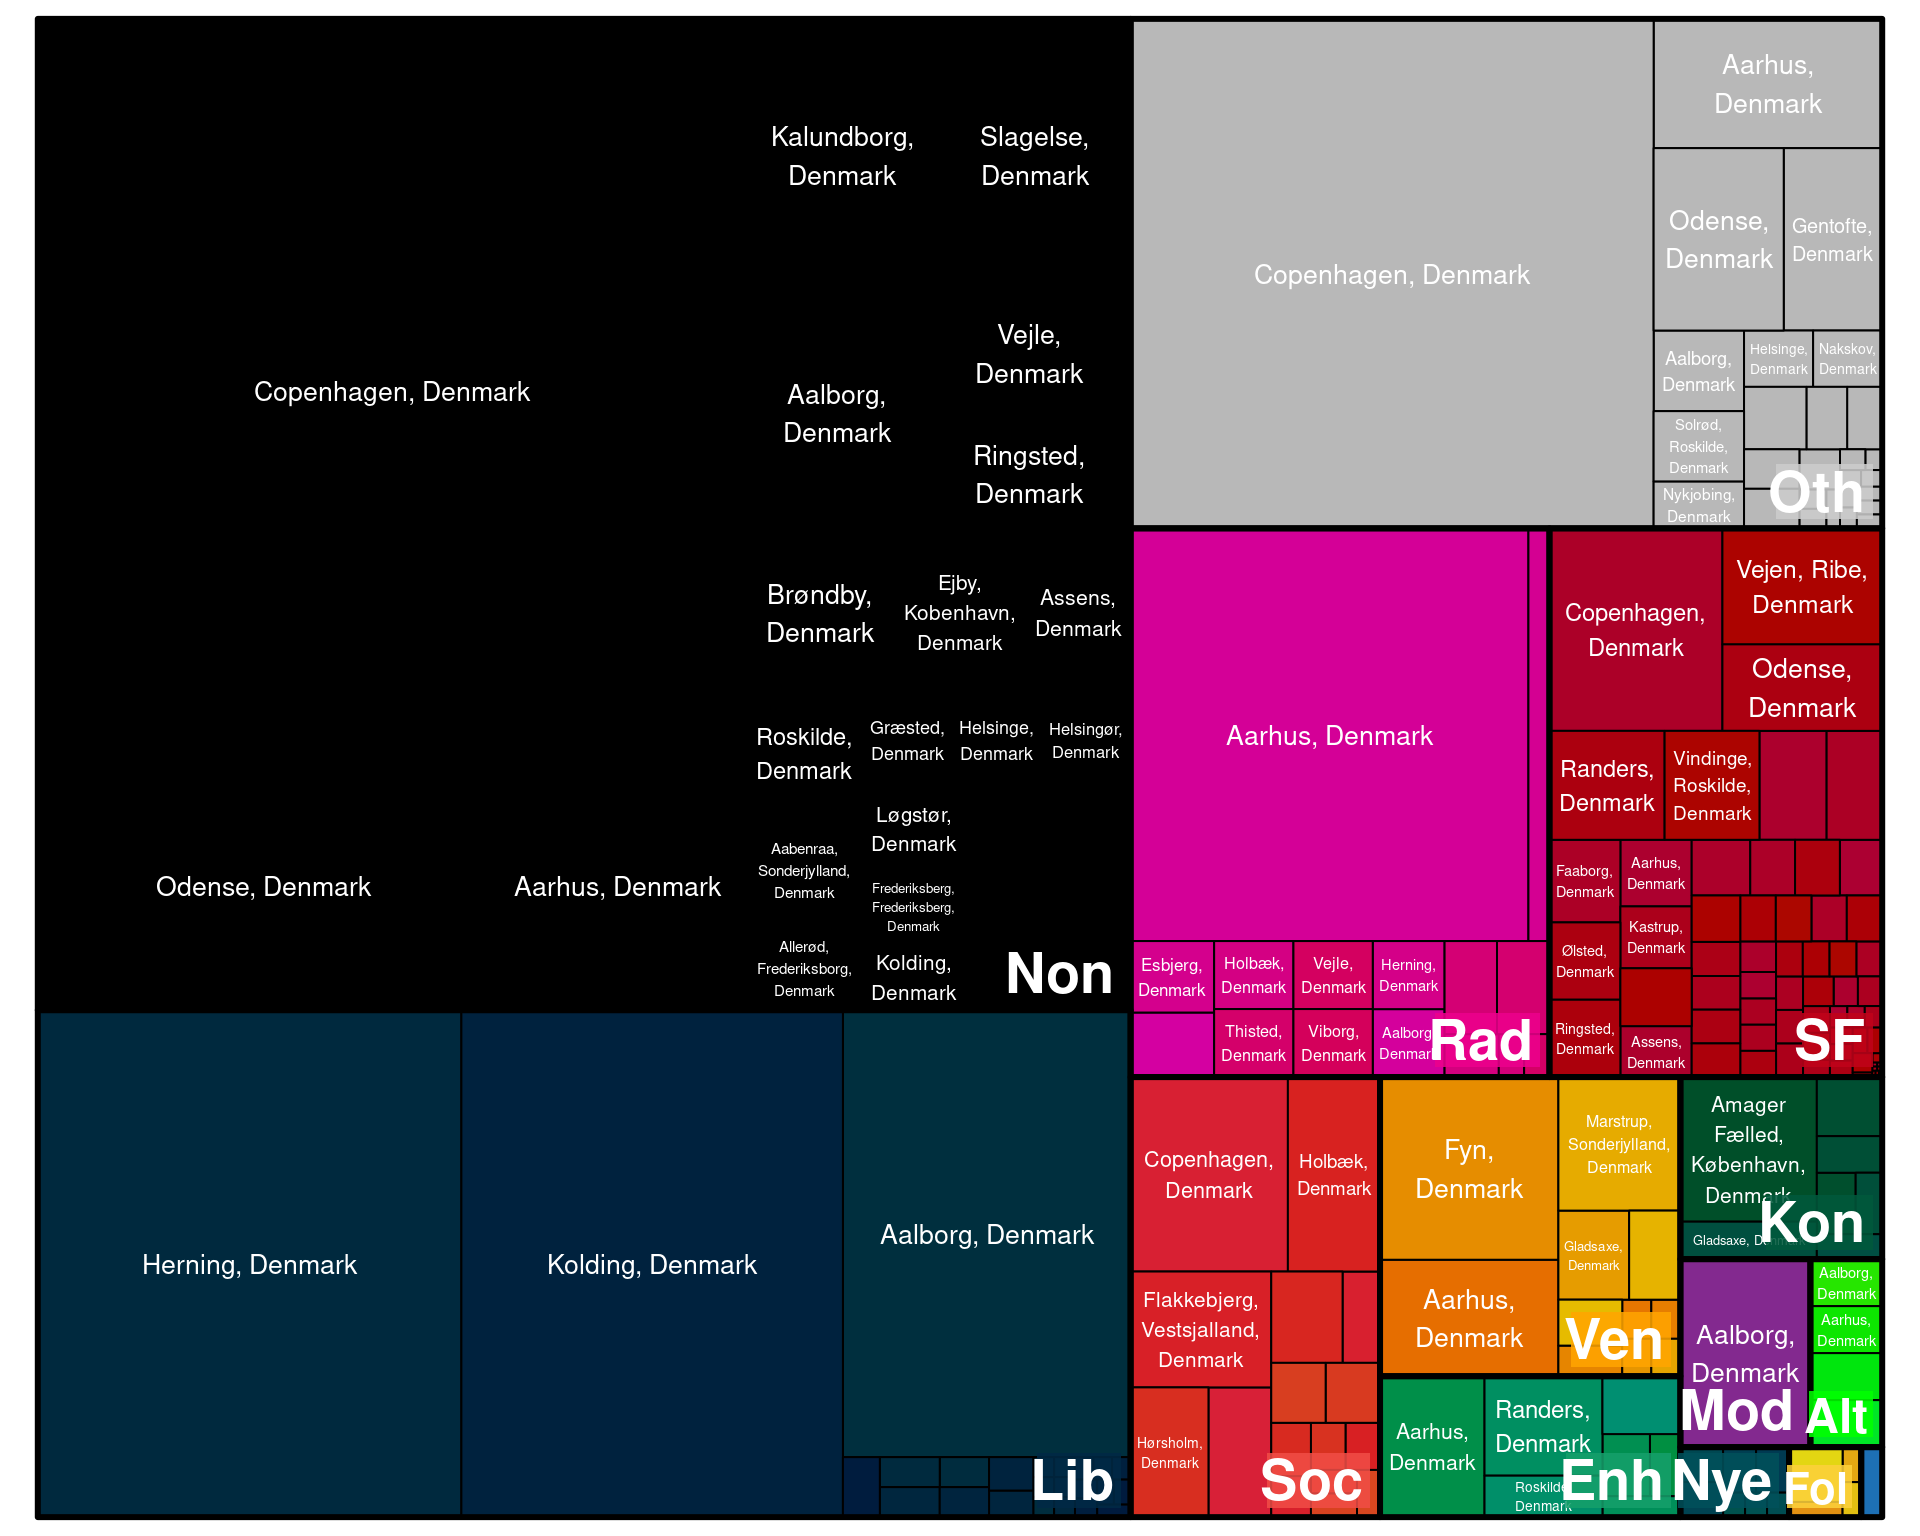 Copenhagen, Denmark
Kalundborg,
Denmark
Slagelse,
Denmark
Vejle,
Denmark
Aalborg,
Denmark
Ringsted,
Denmark
Brøndby,
Denmark
Ejby,
Kobenhavn,
Denmark
Assens,
Denmark
Roskilde,
Denmark
Græsted,
Denmark
Helsinge,
Denmark
Helsingør,
Denmark
Odense, Denmark
Aarhus, Denmark
Aabenraa,
Sonderjylland,
Denmark
Løgstør,
Denmark
Frederiksberg,
Frederiksberg,
Denmark
Allerød,
Frederiksborg,
Denmark
Kolding,
Denmark
Non
Copenhagen, Denmark
Aarhus,
Denmark
Odense,
Denmark
Gentofte,
Denmark
Aalborg,
Denmark
Helsinge,
Denmark
Nakskov,
Denmark
Solrød,
Roskilde,
Denmark
Nykjobing,
Denmark
Oth
Aarhus, Denmark
Esbjerg,
Denmark
Holbæk,
Denmark
Vejle,
Denmark
Herning,
Denmark
Thisted,
Denmark
Viborg,
Denmark
Aalborg,
Denmark
Rad
Copenhagen,
Denmark
Vejen, Ribe,
Denmark
Odense,
Denmark
Randers,
Denmark
Vindinge,
Roskilde,
Denmark
Faaborg,
Denmark
Aarhus,
Denmark
Kastrup,
Denmark
Ølsted,
Denmark
Ringsted,
Denmark
Assens,
Denmark
SF
Herning, Denmark
Kolding, Denmark
Aalborg, Denmark
Lib
Copenhagen,
Denmark
Holbæk,
Denmark
Flakkebjerg,
Vestsjalland,
Denmark
Hørsholm,
Denmark
Soc
Fyn,
Denmark
Marstrup,
Sonderjylland,
Denmark
Gladsaxe,
Denmark
Aarhus,
Denmark
Ven
Amager
Fælled,
København,
Denmark
Gladsaxe, Denmark
Kon
Aalborg,
Denmark
Mod
Aalborg,
Denmark
Aarhus,
Denmark
Alt
Aarhus,
Denmark
Randers,
Denmark
Roskilde,
Denmark
Enh
Nye
Fol